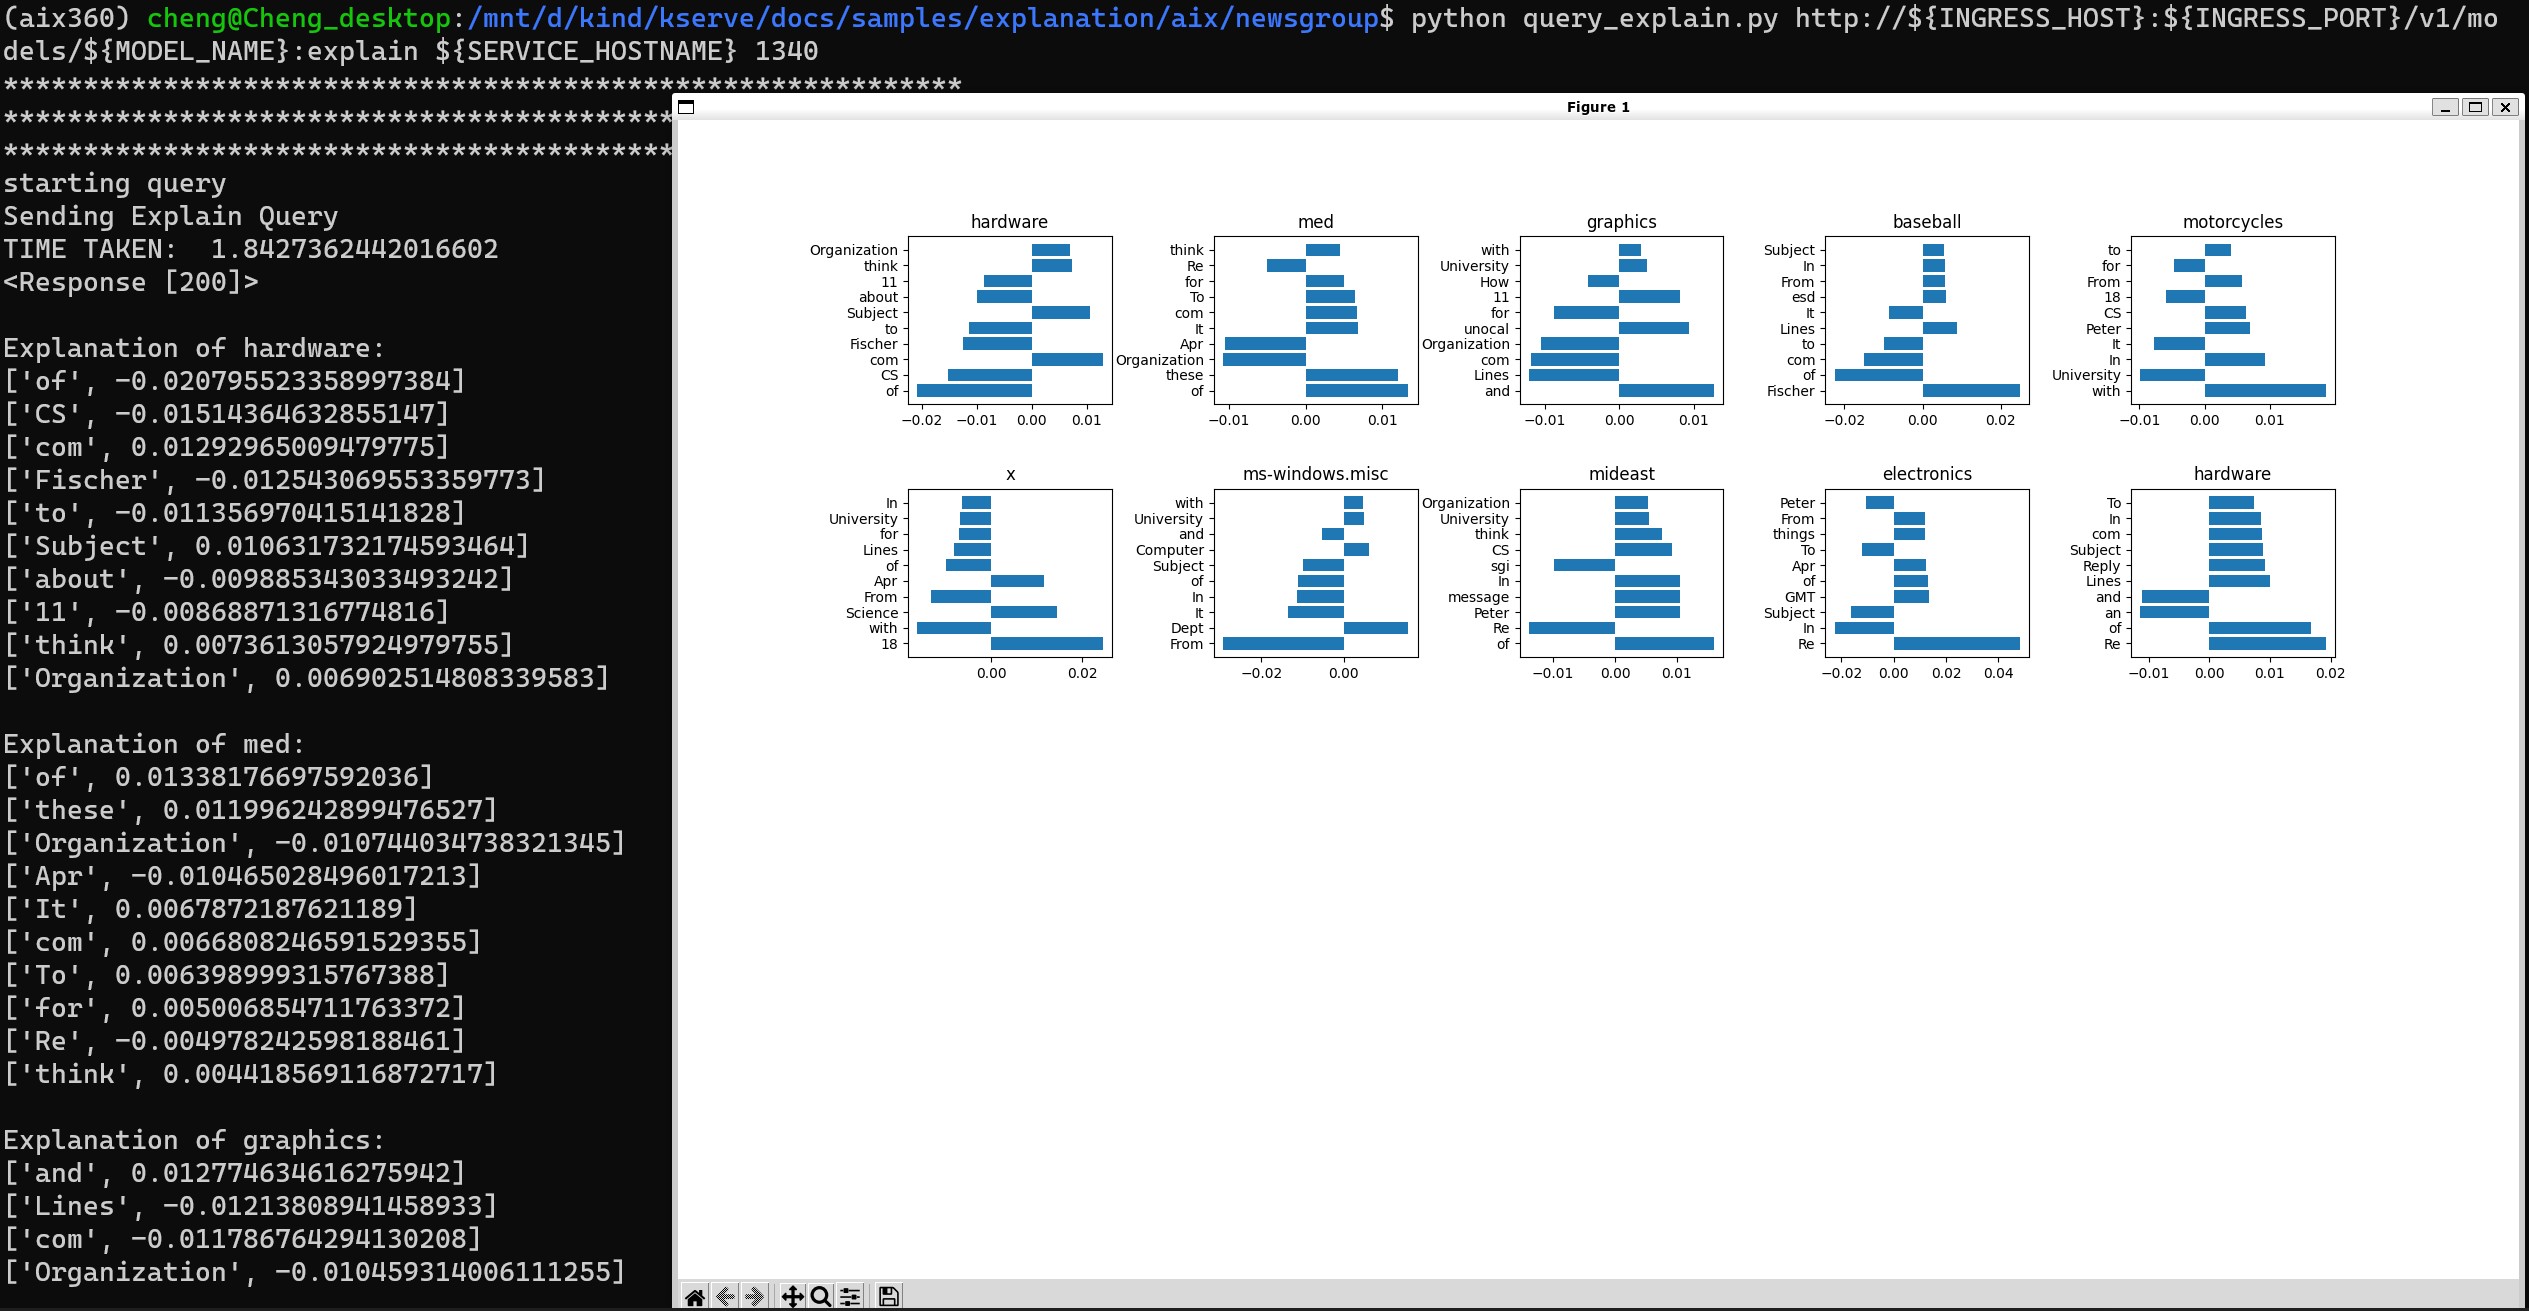 (aix360) cheng@Cheng_desktop:/mnt/d/kind/kserve/docs/samples/explanation/aix/newsgroup$ python query_explain.py http://${INGRESS_HOST}:${INGRESS_PORT}/v1/mo
dels/${MODEL_NAME}:explain ${SERVICE_HOSTNAME} 1340
************************************************************
******************************************
******************************************
starting query
Sending Explain Query
TIME TAKEN:  1.8427362442016602
<Response [200]>
Explanation of hardware:
['of', -0.020795523358997384]
['CS', -0.01514364632855147]
['com', 0.01292965009479775]
['Fischer', -0.012543069553359773]
['to', -0.011356970415141828]
['Subject', 0.010631732174593464]
['about', -0.009885343033493242]
['11', -0.00868871316774816]
['think', 0.0073613057924979755]
['Organization', 0.006902514808339583]
Explanation of med:
['of', 0.01338176697592036]
['these', 0.011996242899476527]
['Organization', -0.0107440347383213​45]
['Apr', -0.010465028496017213]
['It', 0.0067872187621189]
['com', 0.0066808246591529355]
['To', 0.006398999315767388]
['for', 0.005006854711763372]
['Re', -0.004978242598188461]
['think', 0.004418569116872717]
Explanation of graphics:
['and', 0.012774634616275942]
['Lines', -0.01213808941458933]
['com', -0.011786764294130208]
['Organization', -0.010459314006111255]
Figure 1
hardware
Organization
think
11
about
Subject
to
Fischer
com
CS
of
−0.02 −0.01 0.00 0.01
med
think
Re
for
To
com
It
Apr
Organization
these
of
−0.01 0.00 0.01
graphics
with
University
How
11
for
unocal
Organization
com
Lines
and
−0.01 0.00 0.01
baseball
Subject
In
From
esd
It
Lines
to
com
of
Fischer
−0.02 0.00 0.02
motorcycles
to
for
From
18
CS
Peter
It
In
University
with
−0.01 0.00 0.01
x
In
University
for
Lines
of
Apr
From
Science
with
18
0.00 0.02
ms-windows.misc
with
University
and
Computer
Subject
of
In
It
Dept
From
−0.02 0.00
mideast
Organization
University
think
CS
sgi
In
message
Peter
Re
of
−0.01 0.00 0.01
electronics
Peter
From
things
To
Apr
of
GMT
Subject
In
Re
−0.02 0.00 0.02 0.04
hardware
To
In
com
Subject
Reply
Lines
and
an
of
Re
−0.01 0.00 0.01 0.02